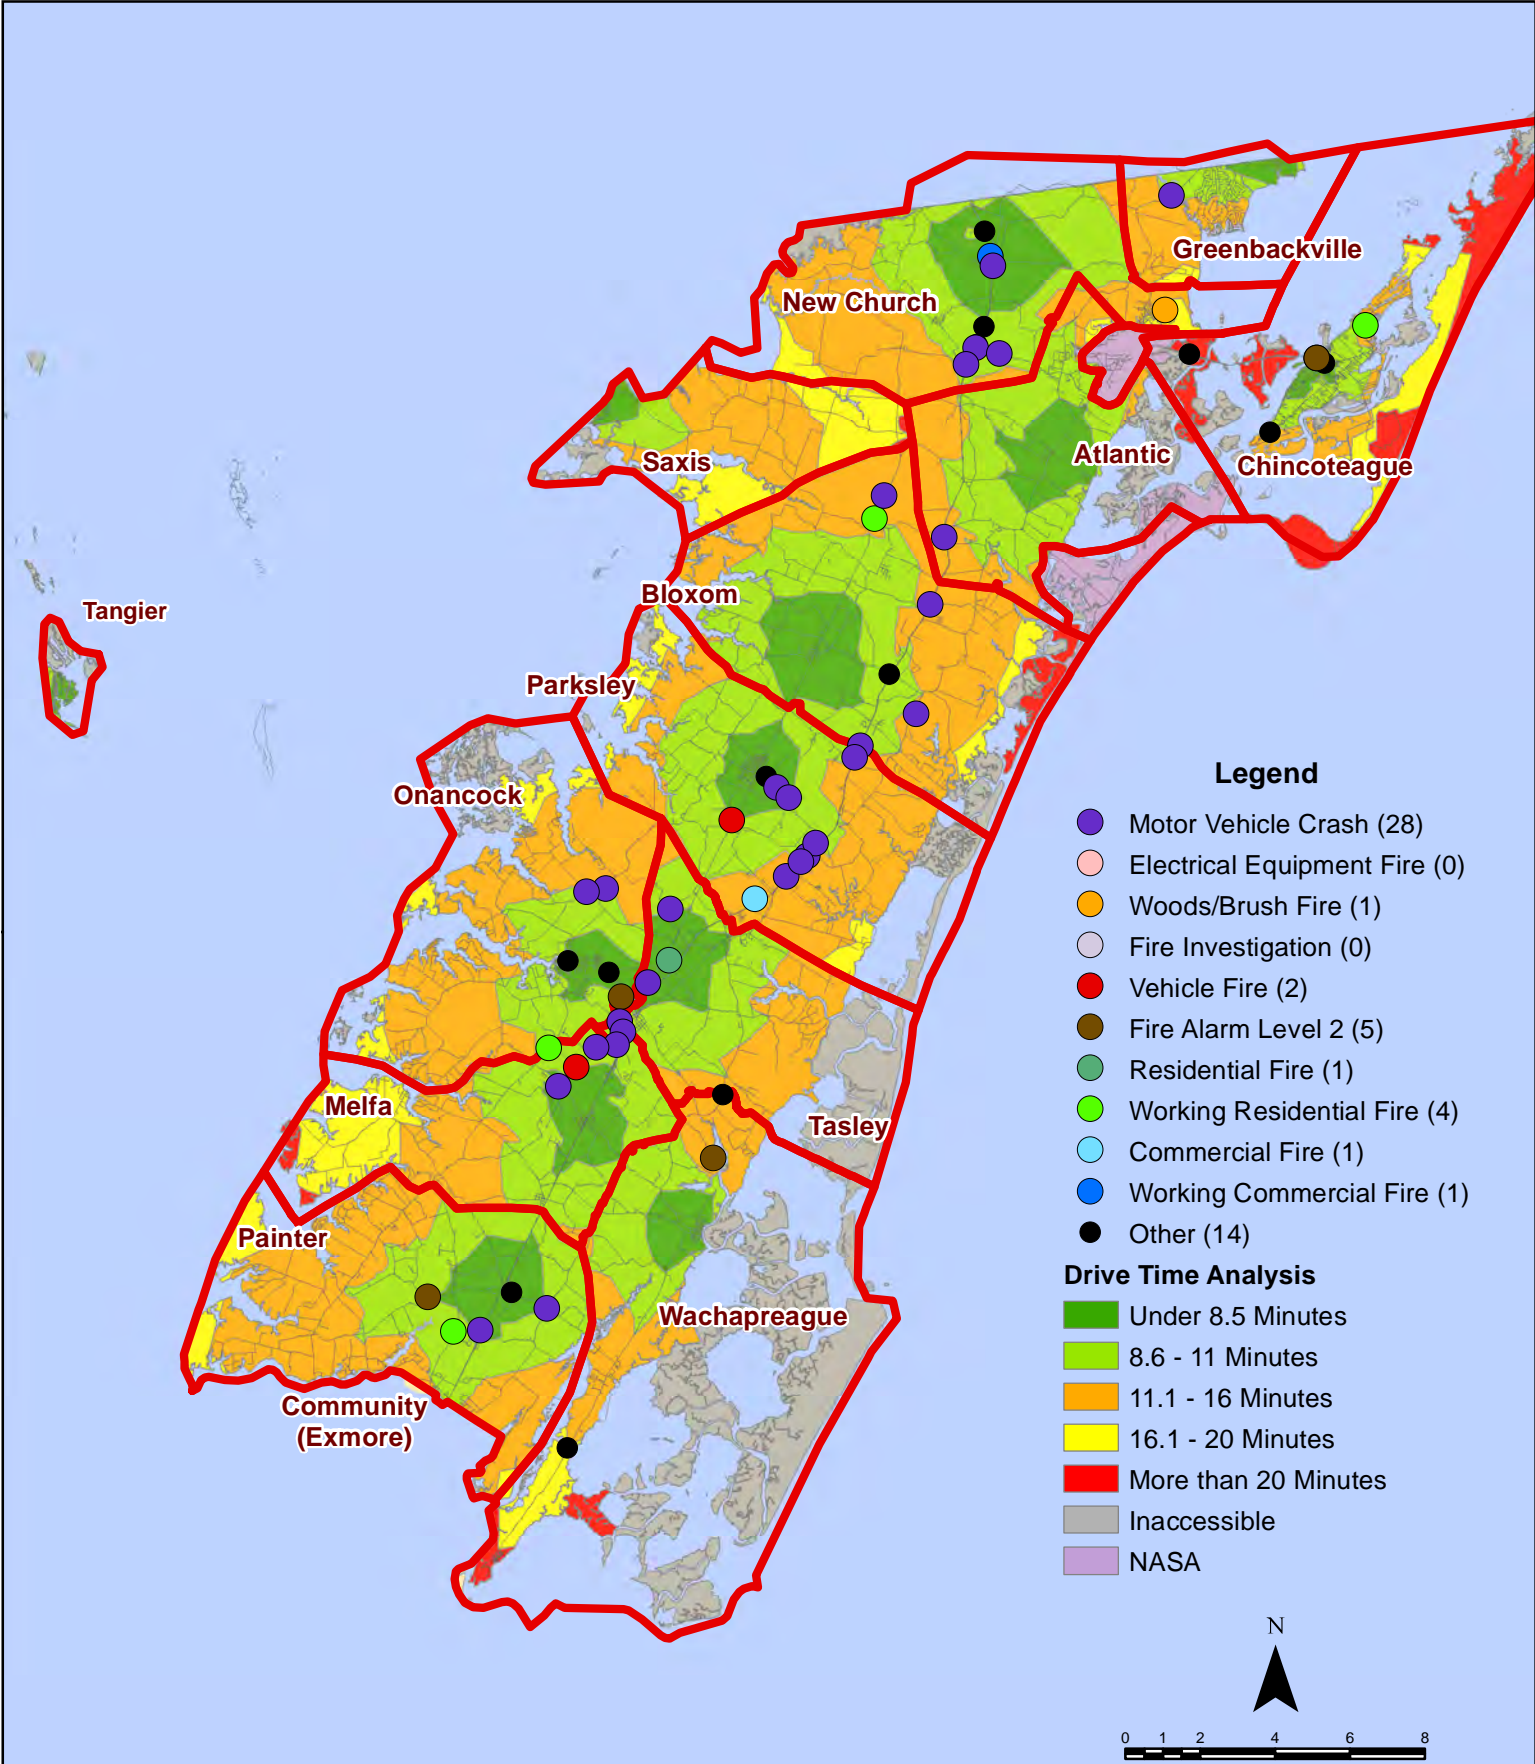 Greenbackville
New Church
Atlantic
Saxis
Chincoteague
Bloxom
Tangier
Parksley
Onancock
Melfa
Tasley
Painter
Wachapreague
Community
(Exmore)
Legend
Motor Vehicle Crash (28)
Electrical Equipment Fire (0)
Woods/Brush Fire (1)
Fire Investigation (0)
Vehicle Fire (2)
Fire Alarm Level 2 (5)
Residential Fire (1)
Working Residential Fire (4)
Commercial Fire (1)
Working Commercial Fire (1)
Other (14)
Drive Time Analysis
Under 8.5 Minutes
8.6 - 11 Minutes
11.1 - 16 Minutes
16.1 - 20 Minutes
More than 20 Minutes
Inaccessible
NASA
N
0 1 2 4 6 8